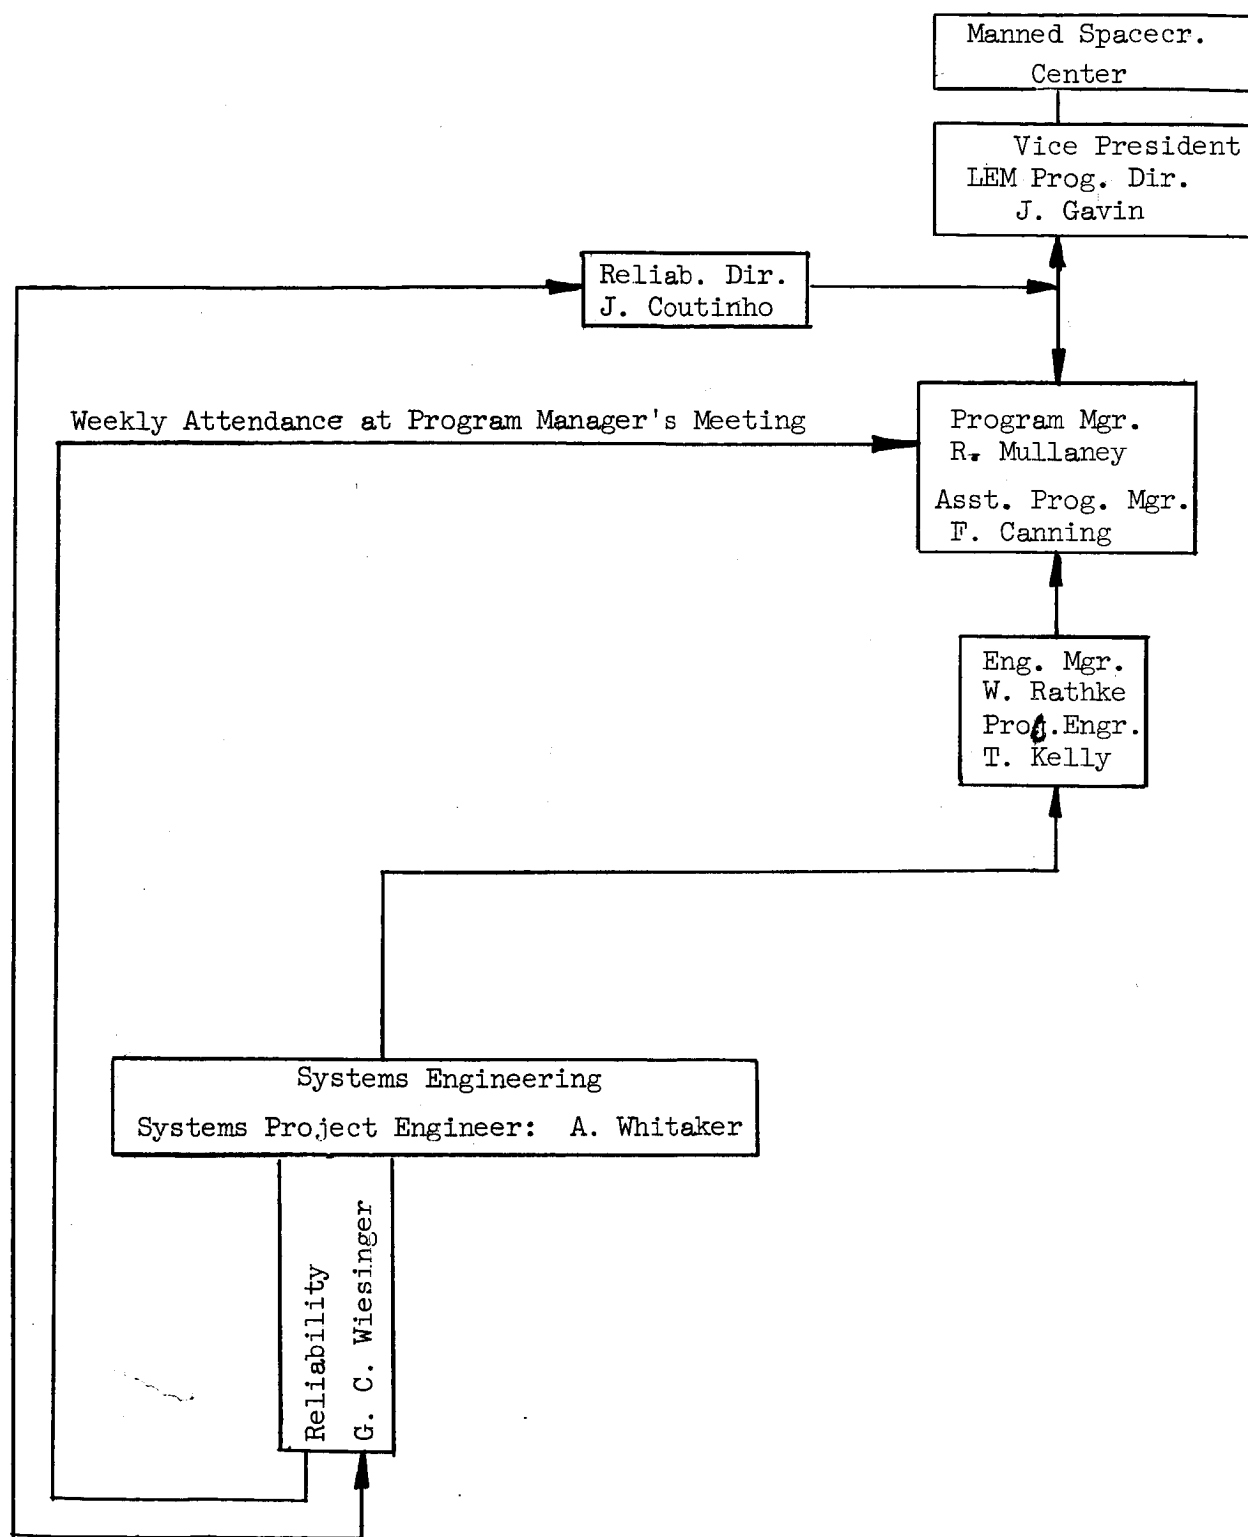 Manned Spacecr.
Center
Vice President
LEM Prog. Dir.
J. Gavin
Reliab. Dir.
J. Coutinho
Weekly Attendance at Program Manager's Meeting
Program Mgr.
R. Mullaney
Asst. Prog. Mgr.
F. Canning
Eng. Mgr.
W. Rathke
Proj.Engr.
T. Kelly
Systems Engineering
Systems Project Engineer: A. Whitaker
Reliability
G. C. Wiesinger